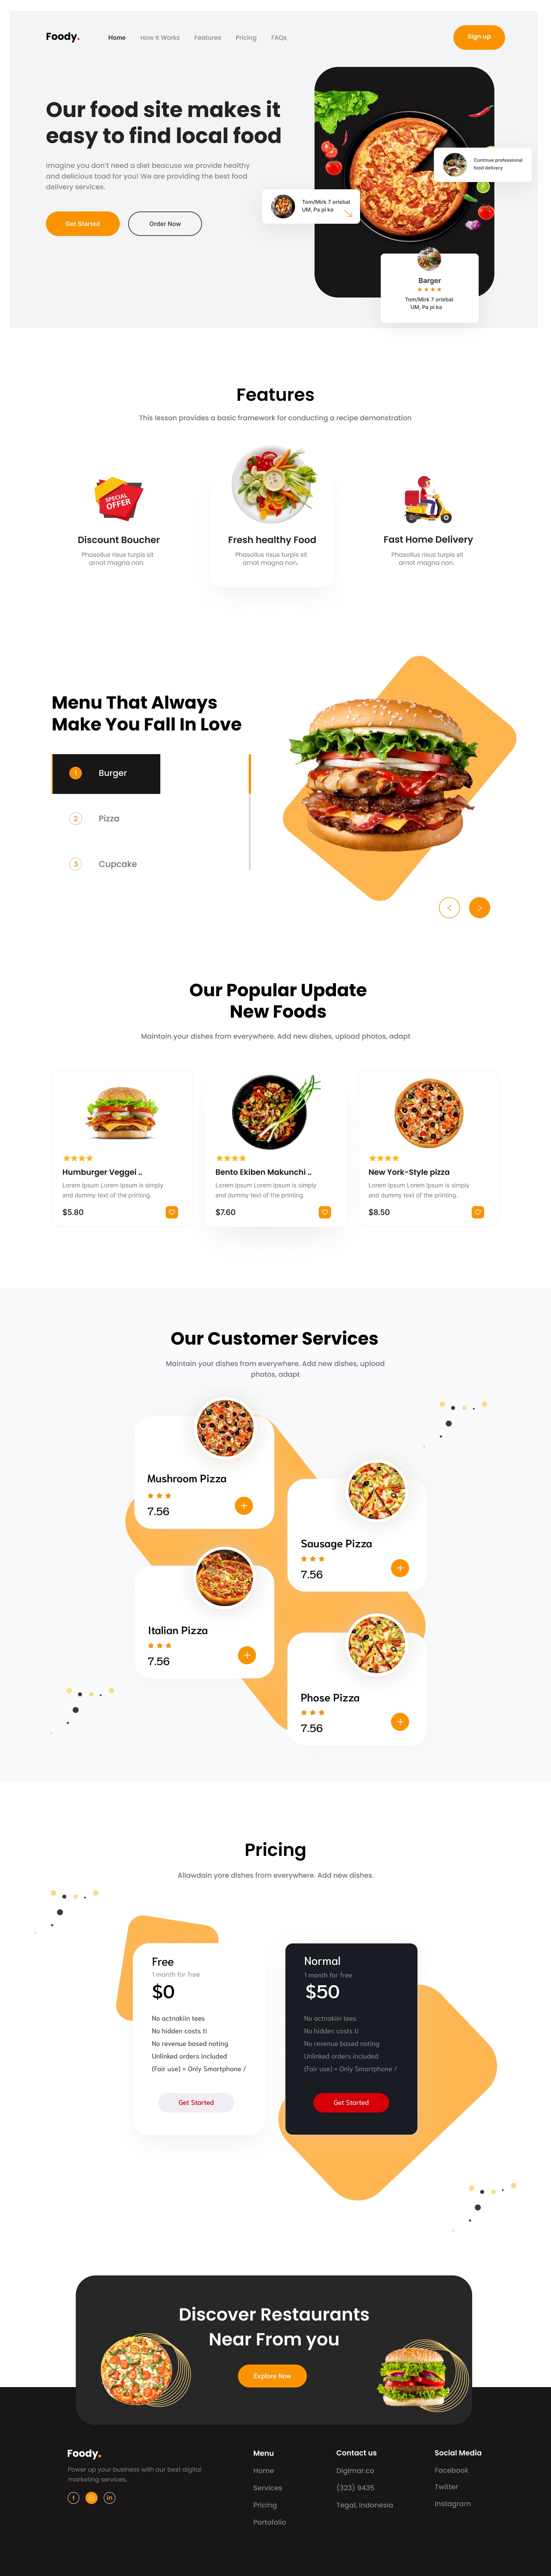 Foody.
Home
How It Works
Features
Pricing
FAQs
Sign up
Our food site makes it
easy to find local food
Imagine you don't need a diet beacuse we provide healthy
and delicious toad for you! We are providing the best food
delivery services.
Get Started
Order Now
Continue professional
food delivery
Tom/Mirk 7 oriebal
UM, Pa pi ka
Barger
Tom/Mirk 7 oriebal
UM, Pa pi ka
Features
This lesson provides a basic framework for conducting a recipe demonstration
SPECIAL
OFFER
Discount Boucher
Phasollus risus turpis sit
amot magna non.
Fresh healthy Food
Phasollus risus turpis sit
amot magna non.
Fast Home Delivery
Phasollus risus turpis sit
amot magna non.
Menu That Always
Make You Fall In Love
1
Burger
2
Pizza
3
Cupcake
Our Popular Update
New Foods
Maintain your dishes from everywhere. Add new dishes, upload photos, adapt
Humburger Veggei ..
Lorem Ipsum Lorem Ipsum is simply
and dummy text of the printing.
$5.80
Bento Ekiben Makunchi ..
Lorem Ipsum Lorem Ipsum is simply
and dummy text of the printing.
$7.60
New York-Style pizza
Lorem Ipsum Lorem Ipsum is simply
and dummy text of the printing.
$8.50
Our Customer Services
Maintain your dishes from everywhere. Add new dishes, upload
photos, adapt
Mushroom Pizza
7.56
Sausage Pizza
7.56
Italian Pizza
7.56
Phose Pizza
7.56
Pricing
Allawdain yore dishes from everywhere. Add new dishes.
Free
1 month for free
$0
No actnakiin tees
No hidden costs ti
No revenue based noting
Unlinked orders included
(Fair use) = Only Smartphone /
Get Started
Normal
1 month for free
$50
No actnakiin tees
No hidden costs ti
No revenue based noting
Unlinked orders included
(Fair use) = Only Smartphone /
Get Started
Discover Restaurants
Near From you
Explore Now
Foody.
Power up your business with our best digital
marketing services,
f
in
Menu
Home
Services
Pricing
Portofolio
Contact us
Digimar.co
(323) 9435
Tegal, Indonesia
Social Media
Facebook
Twitter
Instagram